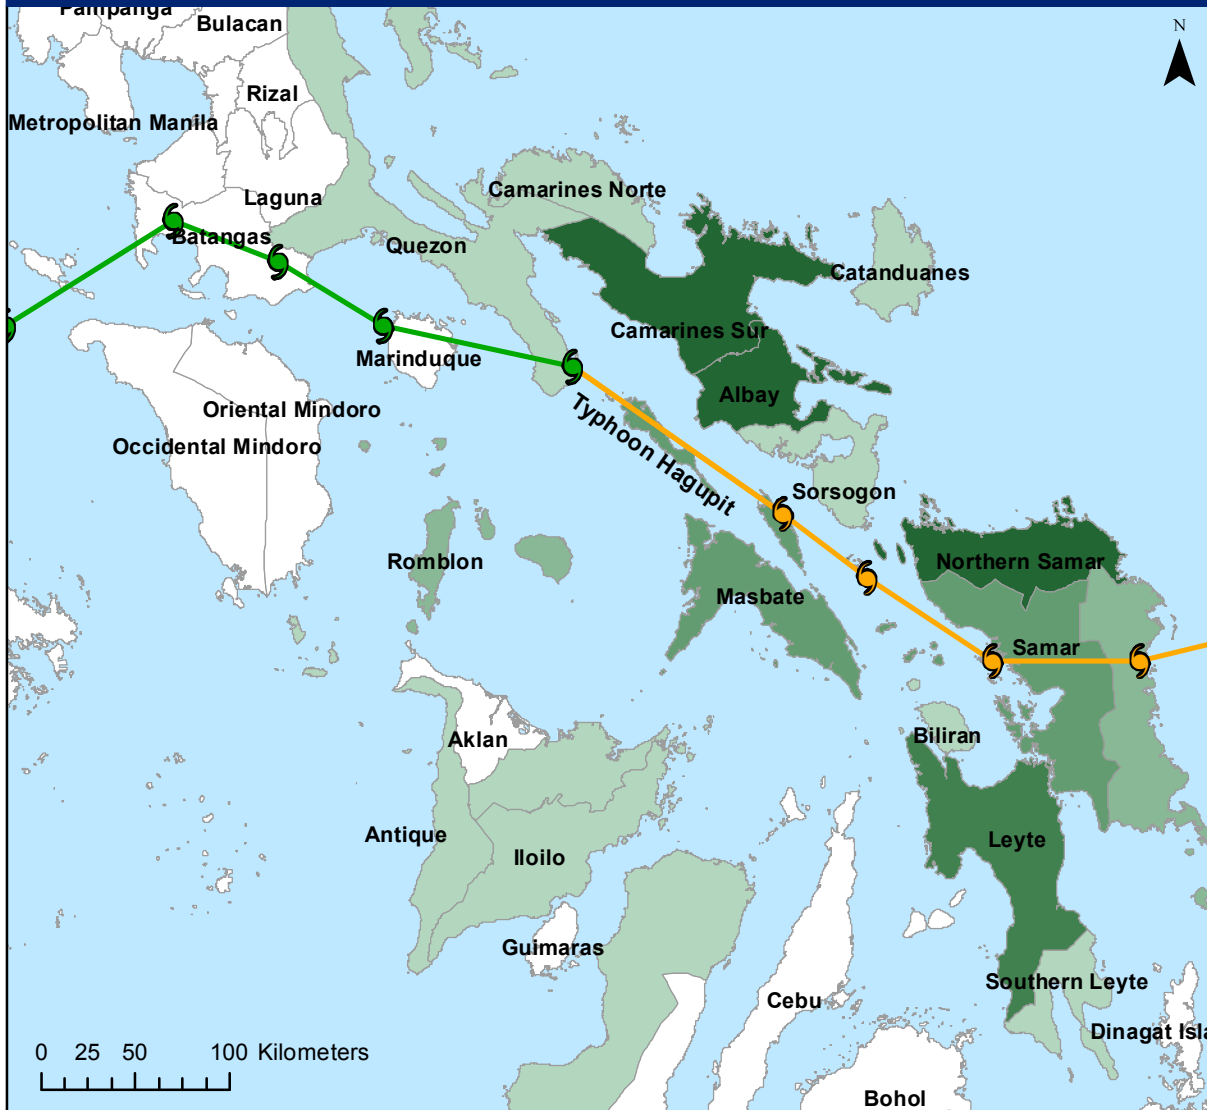 Pampanga
Bulacan
N
Rizal
Metropolitan Manila
Camarines Norte
Laguna
Batangas
Quezon
Catanduanes
Camarines Sur
Marinduque
Albay
Oriental Mindoro
Occidental Mindoro
Typhoon Hagupit
Sorsogon
Romblon
Northern Samar
Masbate
Samar
Biliran
Aklan
Antique
Leyte
Iloilo
Guimaras
Southern Leyte
Cebu
Dinagat Isla
0 25 50 100 Kilometers
Bohol